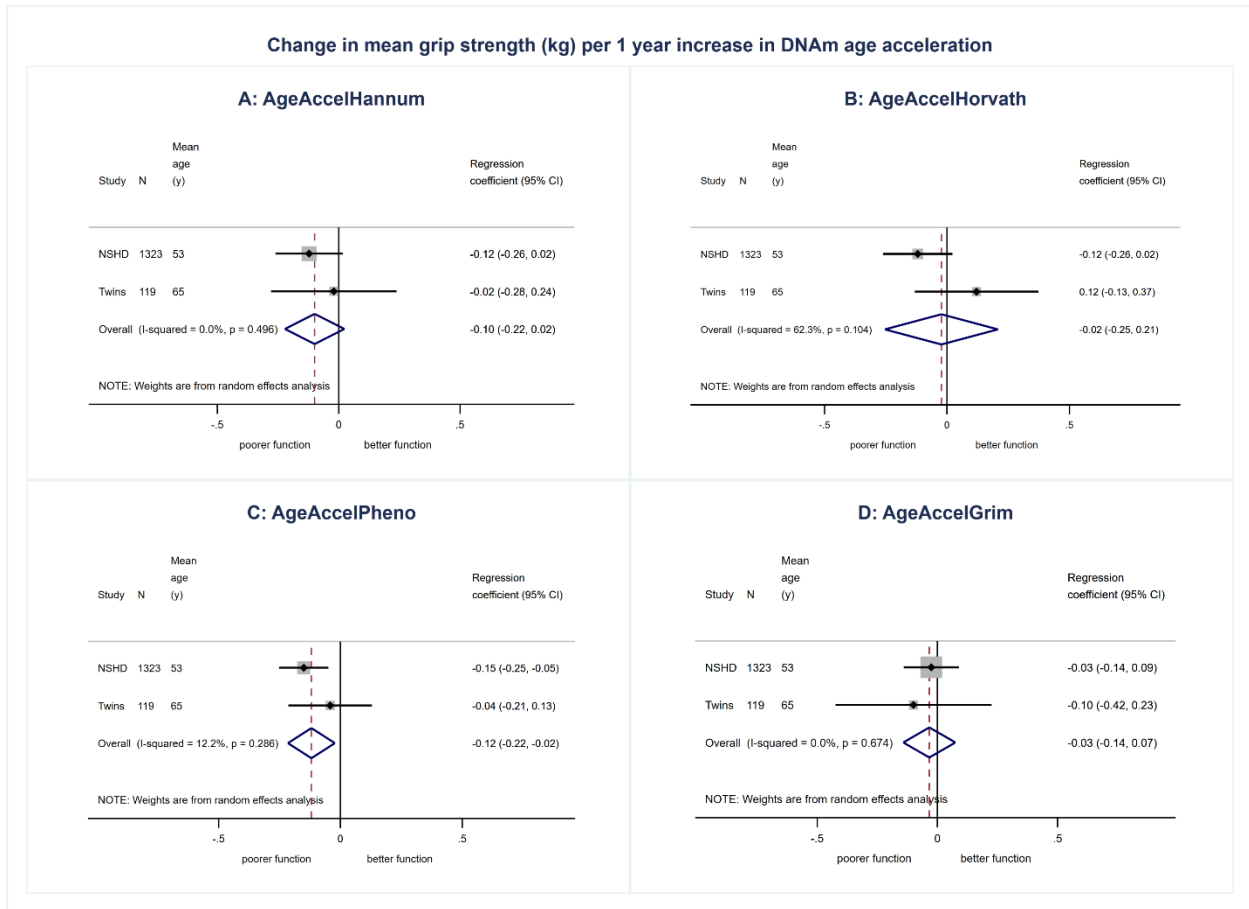 Change in mean grip strength (kg) per 1 year increase in DNAm age acceleration
A: AgeAccelHannum
Mean
age
Regression
Study N (y) coefficient (95% CI)
NSHD 1323 53 -0.12 (-0.26, 0.02)
Twins 119 65 -0.02 (-0.28, 0.24)
Overall (I-squared = 0.0%, p = 0.496) -0.10 (-0.22, 0.02)
NOTE: Weights are from random effects analysis
-.5 0 .5
poorer function better function
B: AgeAccelHorvath
Mean
age
Regression
Study N (y) coefficient (95% CI)
NSHD 1323 53 -0.12 (-0.26, 0.02)
Twins 119 65 0.12 (-0.13, 0.37)
Overall (I-squared = 62.3%, p = 0.104) -0.02 (-0.25, 0.21)
NOTE: Weights are from random effects analysis
-.5 0 .5
poorer function better function
C: AgeAccelPheno
Mean
age
Regression
Study N (y) coefficient (95% CI)
NSHD 1323 53 -0.15 (-0.25, -0.05)
Twins 119 65 -0.04 (-0.21, 0.13)
Overall (I-squared = 12.2%, p = 0.286) -0.12 (-0.22, -0.02)
NOTE: Weights are from random effects analysis
-.5 0 .5
poorer function better function
D: AgeAccelGrim
Mean
age
Regression
Study N (y) coefficient (95% CI)
NSHD 1323 53 -0.03 (-0.14, 0.09)
Twins 119 65 -0.10 (-0.42, 0.23)
Overall (I-squared = 0.0%, p = 0.674) -0.03 (-0.14, 0.07)
NOTE: Weights are from random effects analysis
-.5 0 .5
poorer function better function